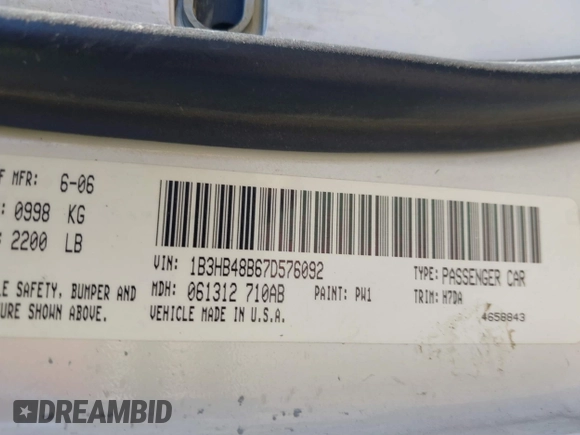 F MFR: 6-06
: 0998 KG
: 2200 LB
VIN: 1B3HB48B67D576092
TYPE: PASSENGER CAR
LE SAFETY, BUMPER AND
MDH: 061312 710AB
PAINT: PW1
TRIM: H7DA
URE SHOWN ABOVE.
VEHICLE MADE IN U.S.A.
4658843
DREAMBID